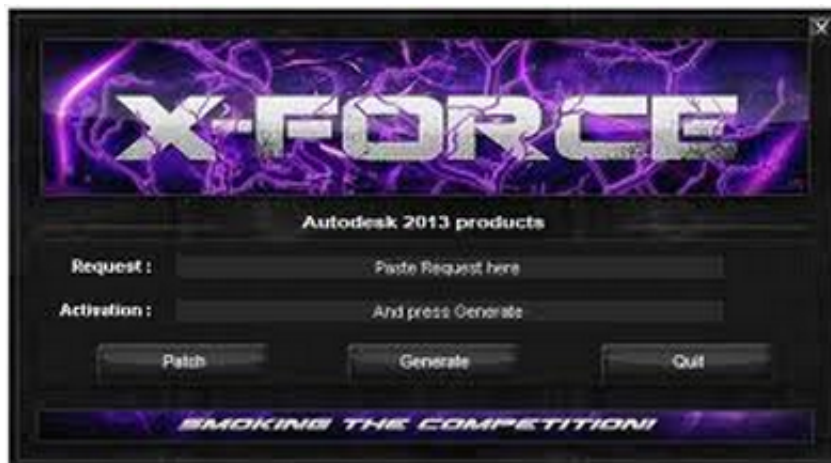 X-FORCE
Autodesk 2013 products
Request : Paste Request here
Activation : And press Generate
Patch Generate Quit
SMOKING THE COMPETITION!